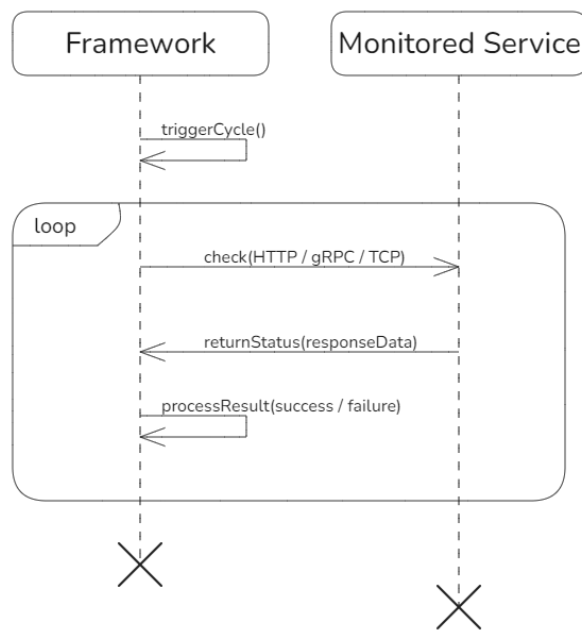 Framework
Monitored Service
triggerCycle()
loop
check(HTTP / gRPC / TCP)
returnStatus(responseData)
processResult(success / failure)